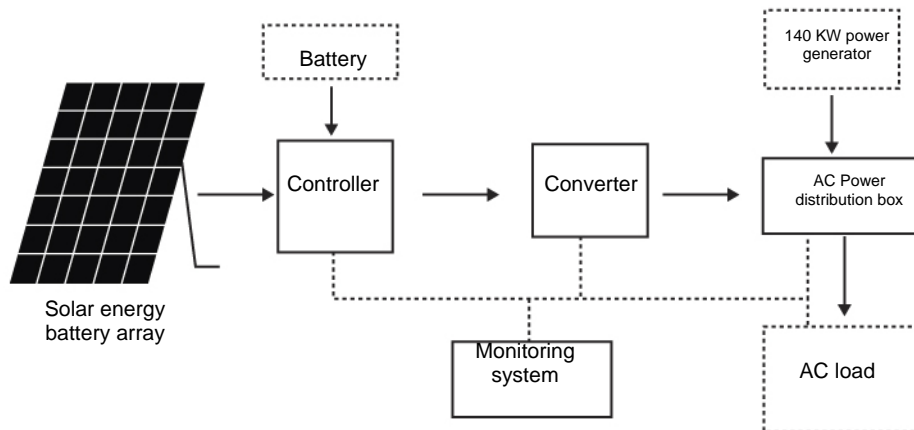 140 KW power
generator
Battery
Controller
Converter
AC Power
distribution box
Solar energy
battery array
Monitoring
system
AC load